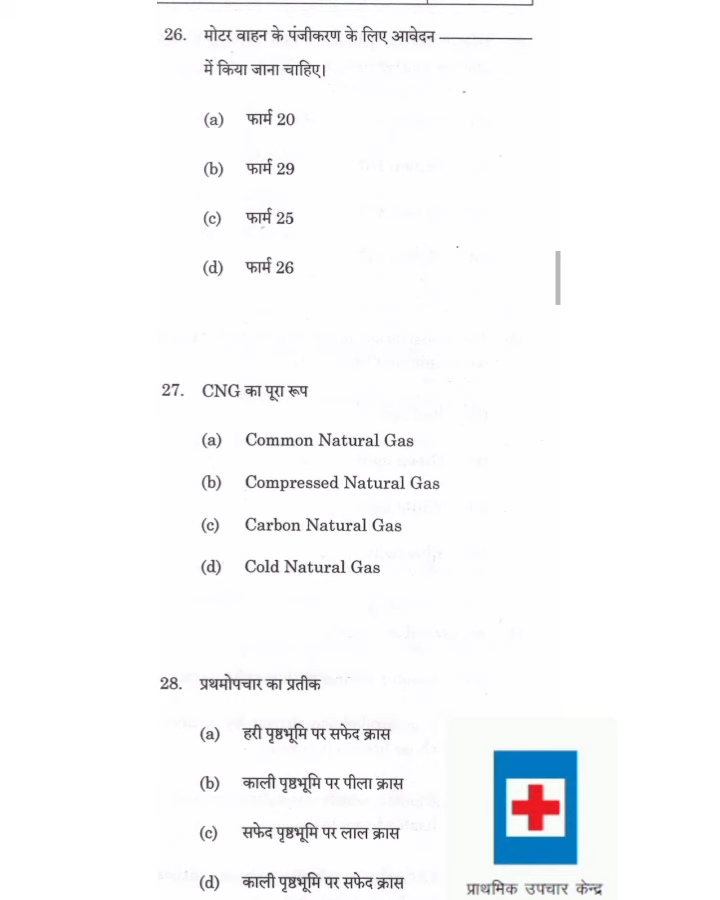 26. मोटर वाहन के पंजीकरण के लिए आवेदन ————
में किया जाना चाहिए।
(a) फार्म 20
(b) फार्म 29
(c) फार्म 25
(d) फार्म 26
27. CNG का पूरा रूप
(a) Common Natural Gas
(b) Compressed Natural Gas
(c) Carbon Natural Gas
(d) Cold Natural Gas
28. प्रथमोपचार का प्रतीक
(a) हरी पृष्ठभूमि पर सफेद क्रास
(b) काली पृष्ठभूमि पर पीला क्रास
(c) सफेद पृष्ठभूमि पर लाल क्रास
(d) काली पृष्ठभूमि पर सफेद क्रास
प्राथमिक उपचार केन्द्र